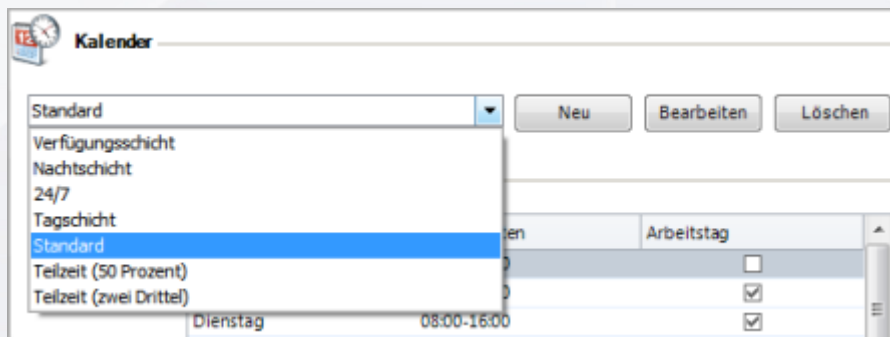 Kalender
Standard
Neu
Bearbeiten
Löschen
Verfügungsschicht
Nachtschicht
24/7
Tagschicht
Standard
Teilzeit (50 Prozent)
Teilzeit (zwei Drittel)
Arbeitstag
Dienstag 08:00-16:00